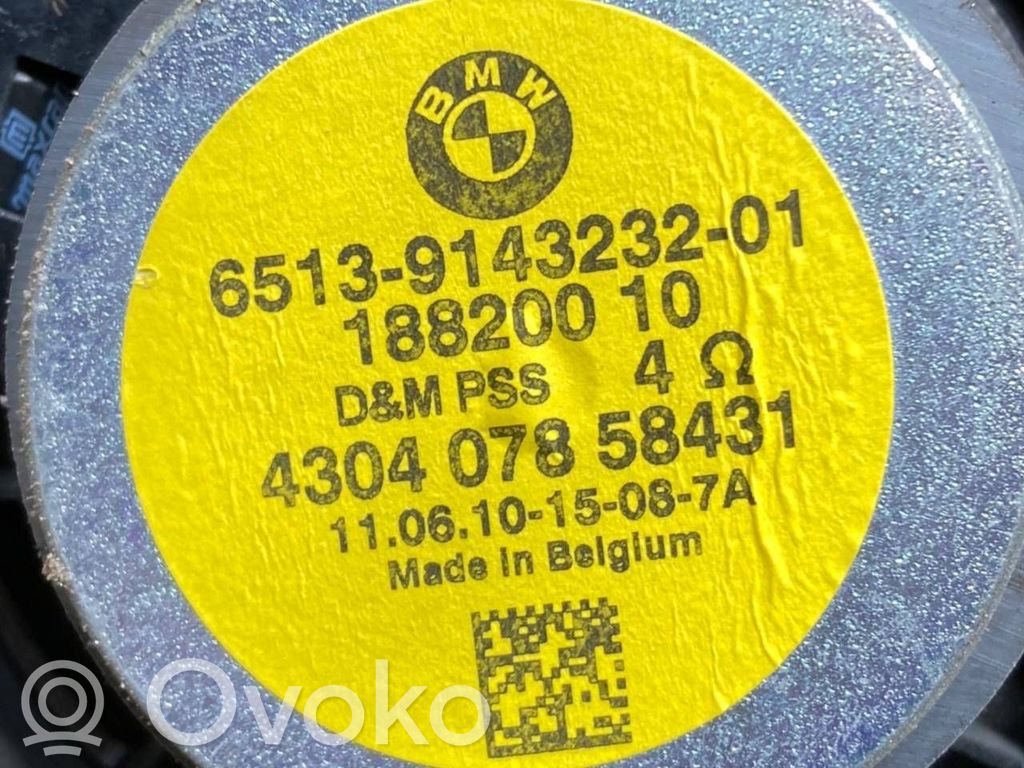 BMW
6513-9143232-01
188200 10
D&M PSS 4 Ω
4304 078 58431
11.06.10-15-08-7A
Made in Belgium
Ovoko